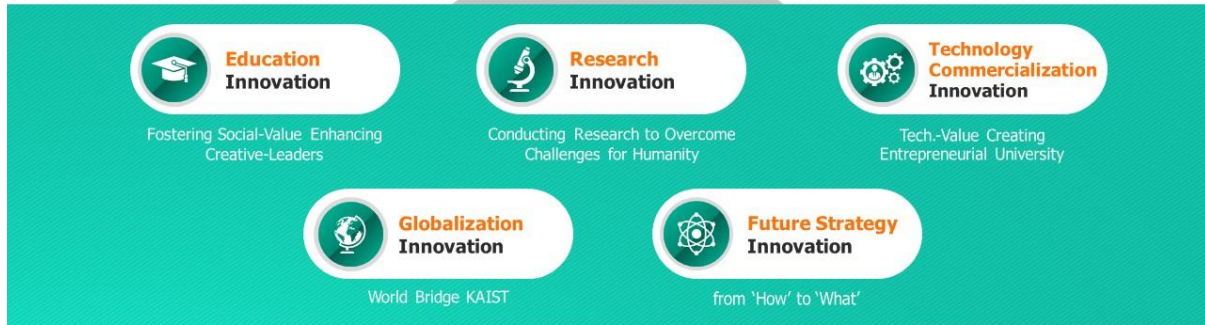 Education
Innovation
Fostering Social-Value Enhancing
Creative-Leaders
Research
Innovation
Conducting Research to Overcome
Challenges for Humanity
Technology
Commercialization
Innovation
Tech.-Value Creating
Entrepreneurial University
Globalization
Innovation
World Bridge KAIST
Future Strategy
Innovation
from ‘How’ to ‘What’